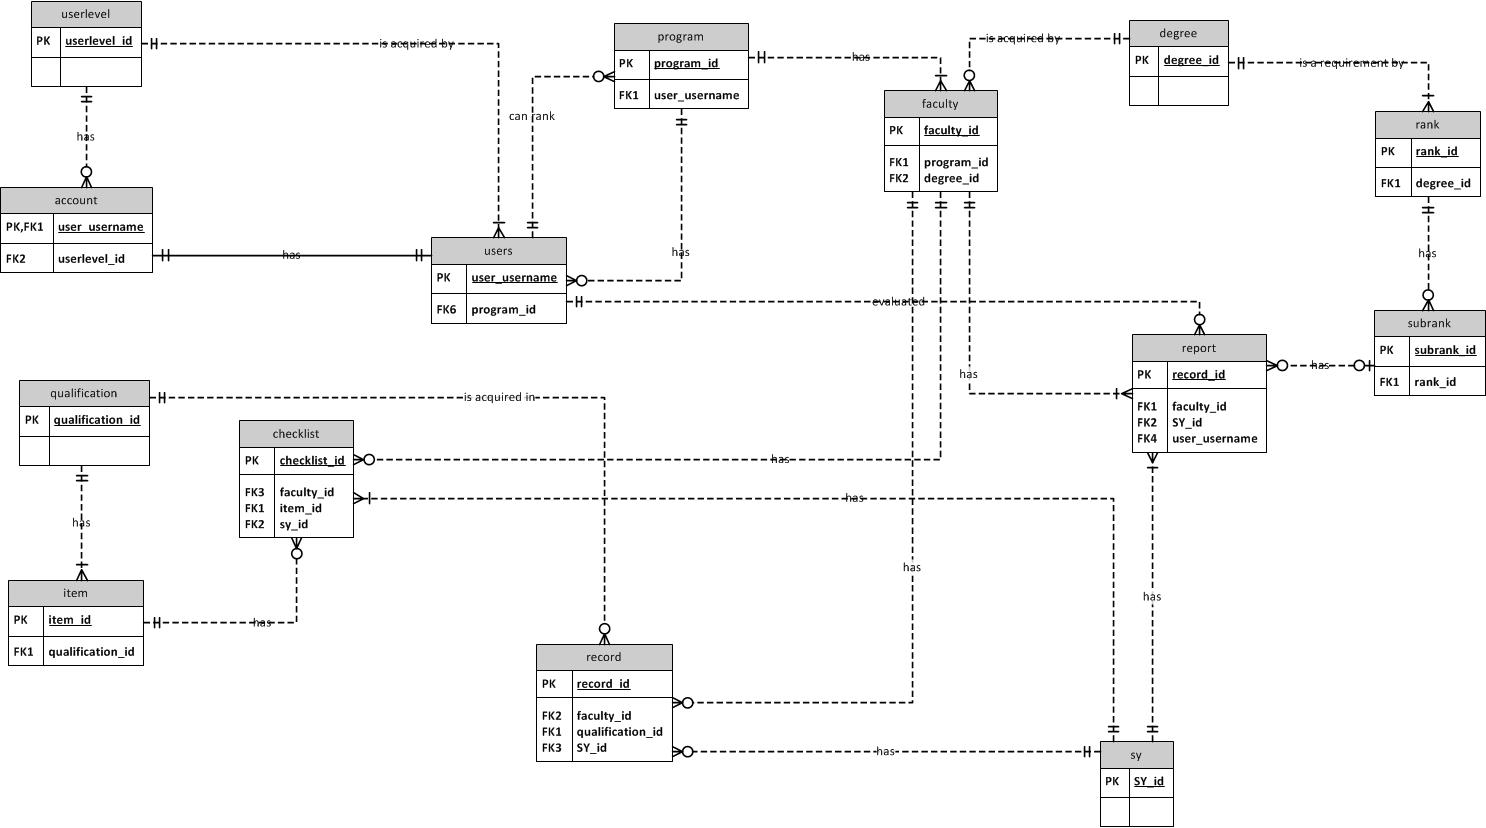 userlevel
PK userlevel_id
is acquired by
has
account
PK,FK1 user_username
FK2 userlevel_id
has
program
PK program_id
FK1 user_username
can rank
has
has
users
PK user_username
FK6 program_id
evaluated
faculty
PK faculty_id
FK1 program_id
FK2 degree_id
is acquired by
degree
PK degree_id
is a requirement by
rank
PK rank_id
FK1 degree_id
has
subrank
PK subrank_id
FK1 rank_id
has
report
PK record_id
FK1 faculty_id
FK2 SY_id
FK4 user_username
has
qualification
PK qualification_id
is acquired in
has
checklist
PK checklist_id
FK3 faculty_id
FK1 item_id
FK2 sy_id
has
has
has
item
PK item_id
FK1 qualification_id
has
has
record
PK record_id
FK2 faculty_id
FK1 qualification_id
FK3 SY_id
has
sy
PK SY_id